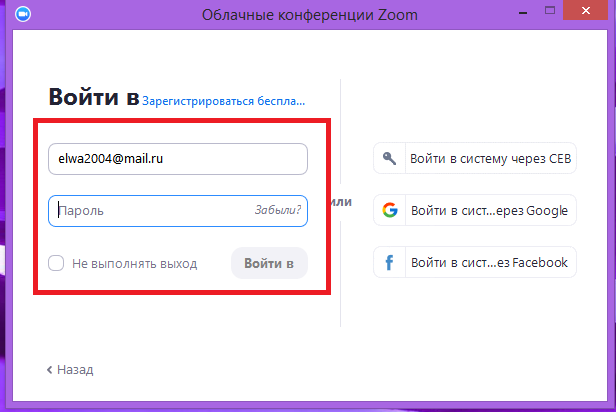 Облачные конференции Zoom
Войти в Зарегистрироваться беспла...
elwa2004@mail.ru
Пароль Забыли?
Не выполнять выход Войти в
или
Войти в систему через СЕВ
Войти в сист...ерез Google
Войти в сист...ез Facebook
Назад